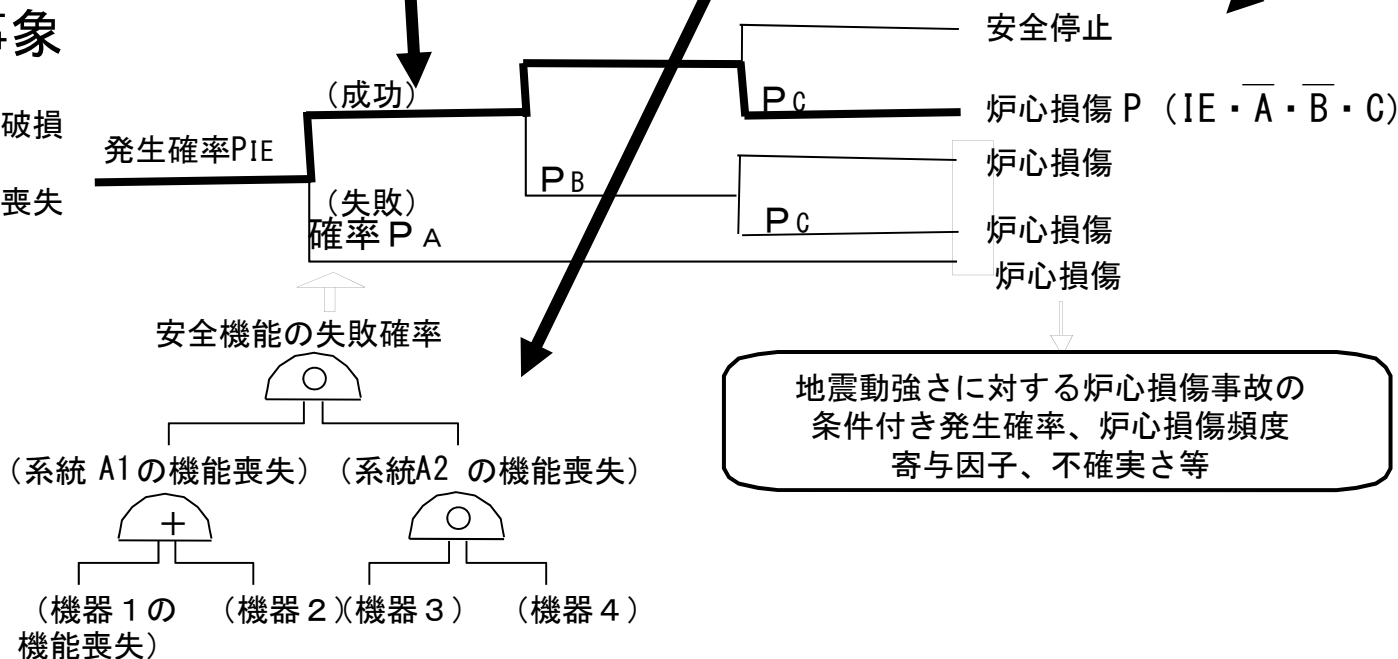 事象
安全停止
(成功)
PC
炉心損傷 P (IE・A̅・B̅・C)
破損
発生確率PIE
炉心損傷
PB
喪失
(失敗)
確率PA
PC
炉心損傷
炉心損傷
安全機能の失敗確率
地震動強さに対する炉心損傷事故の
条件付き発生確率、炉心損傷頻度
寄与因子、不確実さ等
(系統 A1の機能喪失) (系統A2 の機能喪失)
+
(機器1の
機能喪失)
(機器2)(機器3) (機器4)